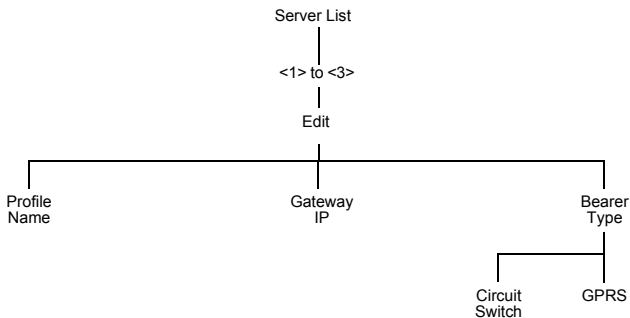 Server List
<1> to <3>
Edit
Profile
Name
Gateway
IP
Bearer
Type
Circuit
Switch
GPRS